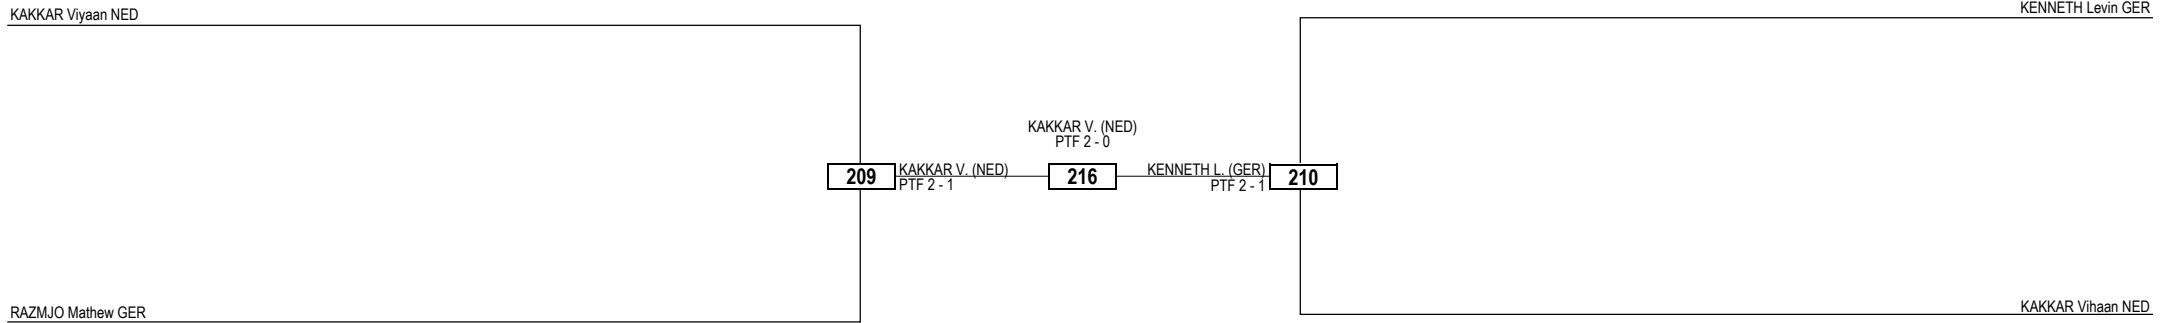 KAKKAR Viyaan NED
KENNETH Levin GER
KAKKAR V. (NED)
PTF 2 - 0
209
KAKKAR V. (NED)
PTF 2 - 1
216
KENNETH L. (GER)
PTF 2 - 1
210
RAZMJO Mathew GER
KAKKAR Vihaan NED